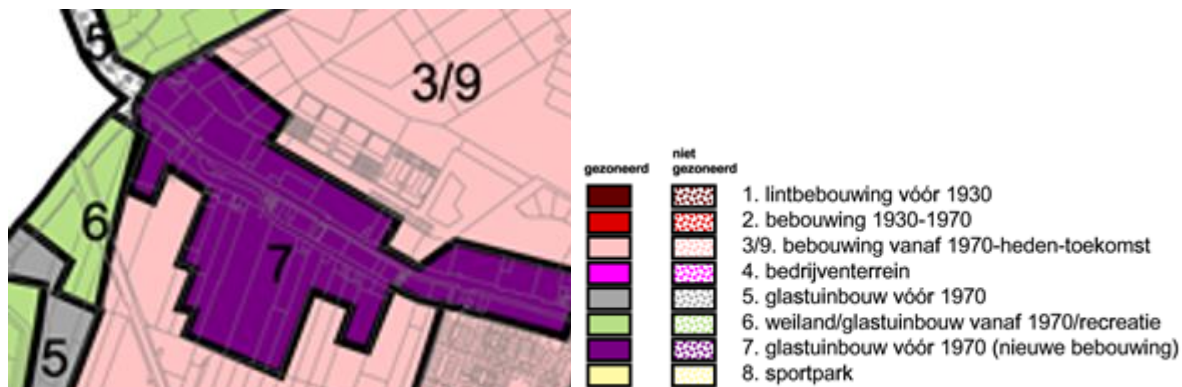 5
3/9
6
7
5
gezoneerd
niet
gezoneerd
1. lintbebouwing vóór 1930
2. bebouwing 1930-1970
3/9. bebouwing vanaf 1970-heden-toekomst
4. bedrijventerrein
5. glastuinbouw vóór 1970
6. weiland/glastuinbouw vanaf 1970/recreatie
7. glastuinbouw vóór 1970 (nieuwe bebouwing)
8. sportpark